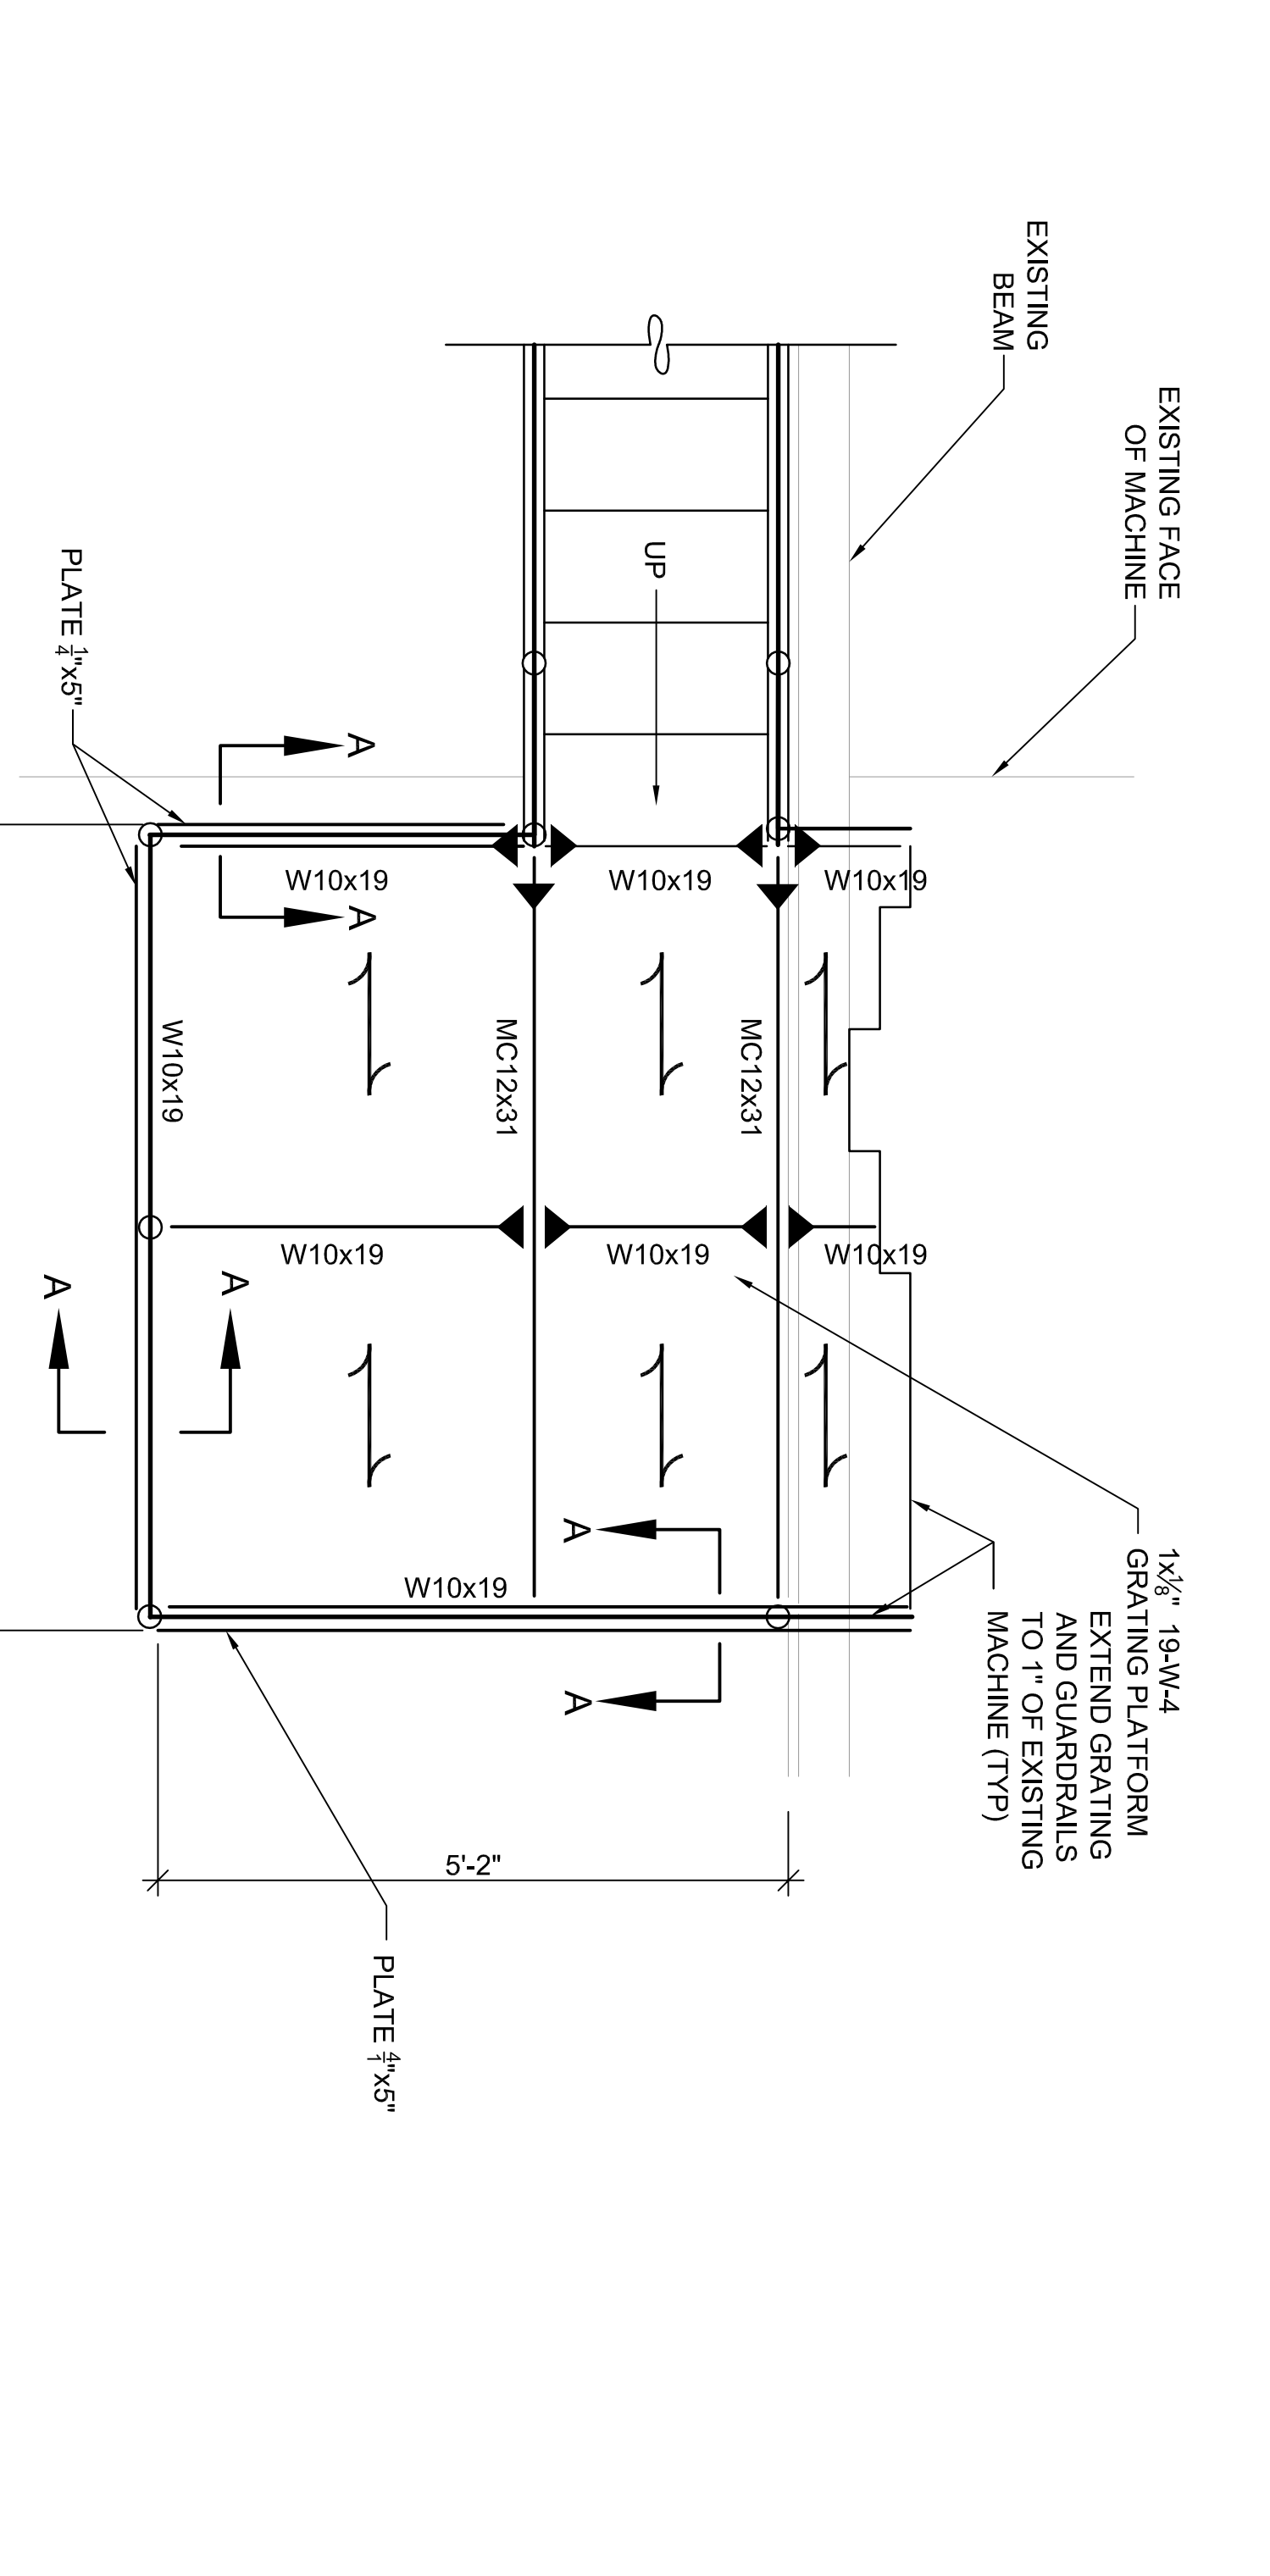 EXISTING
BEAM
EXISTING FACE
OF MACHINE
UP
PLATE 1/4"x5"
A
A
W10x19
W10x19
W10x19
W10x19
MC12x31
MC12x31
W10x19
W10x19
W10x19
A
A
W10x19
A
A
1x1/8" 19-W-4
GRATING PLATFORM
EXTEND GRATING
AND GUARDRAILS
TO 1" OF EXISTING
MACHINE (TYP)
5'-2"
PLATE 4/1"x5"